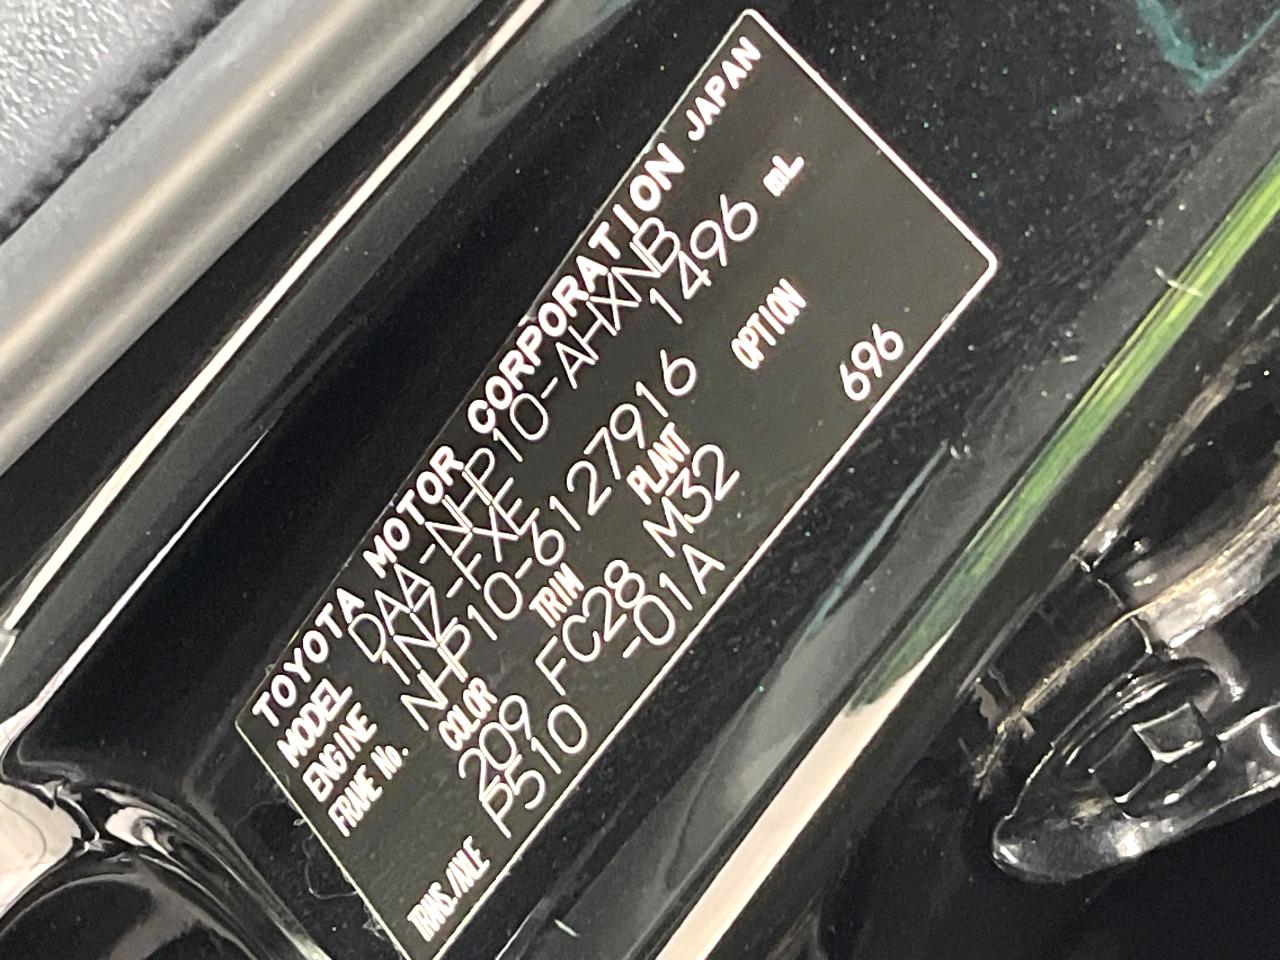 TOYOTA MOTOR CORPORATION JAPAN
MODEL DAA-NHP10-AHXNB
ENGINE 1NZ-FXE 1496 mL
FRAME No. NHP10-6127916
COLOR TRIM PLANT OPTION
209 FC28 M32 696
TRANS./AXLE P510 -01A